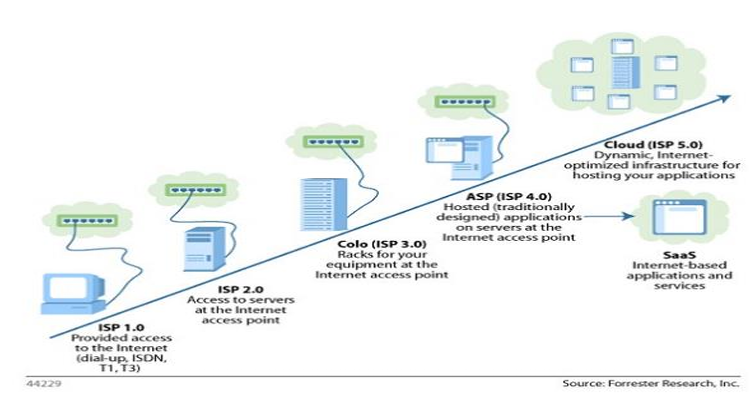 Cloud (ISP 5.0)
Dynamic, Internet-
optimized infrastructure for
hosting your applications
ASP (ISP 4.0)
Hosted (traditionally
designed) applications
on servers at the
Internet access point
SaaS
Internet-based
applications and
services
Colo (ISP 3.0)
Racks for your
equipment at the
Internet access point
ISP 2.0
Access to servers
at the Internet
access point
ISP 1.0
Provided access
to the Internet
(dial-up, ISDN,
T1, T3)
44229
Source: Forrester Research, Inc.